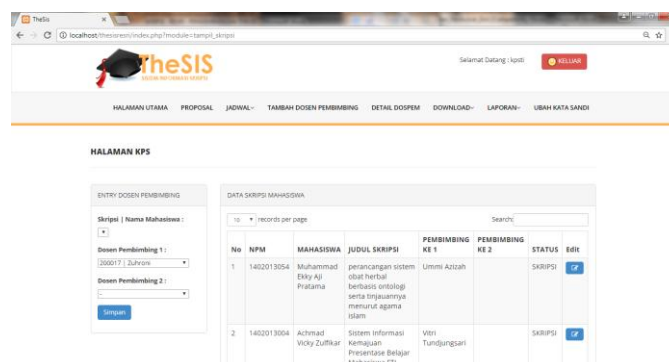 TheSis
localhost/thesisrem/index.php?module=tampil_skripsi
TheSIS
SISTEM INFORMASI SKRIPSI
Selamat Datang : kpsti
KELUAR
HALAMAN UTAMA PROPOSAL JADWAL TAMBAH DOSEN PEMBIMBING DETAIL DOSPEM DOWNLOAD LAPORAN UBAH KATA SANDI
HALAMAN KPS
ENTRY DOSEN PEMBIMBING
Skripsi | Nama Mahasiswa :
Dosen Pembimbing 1 :
200017 | Zuhroni
Dosen Pembimbing 2 :
-
Simpan
DATA SKRIPSI MAHASISWA
10 records per page
Search:
No NPM MAHASISWA JUDUL SKRIPSI PEMBIMBING KE 1 PEMBIMBING KE 2 STATUS Edit
1 1402013054 Muhammad perancangan sistem Ummi Azizah SKRIPSI
Ekky Aji obat herbal
Pratama berbasis ontologi
serta tinjauannya
menurut agama
islam
2 1402013004 Achmad Sistem Informasi Vitri SKRIPSI
Vicky Zulfikar Kemajuan Tundjungsari
Presentase Belajar